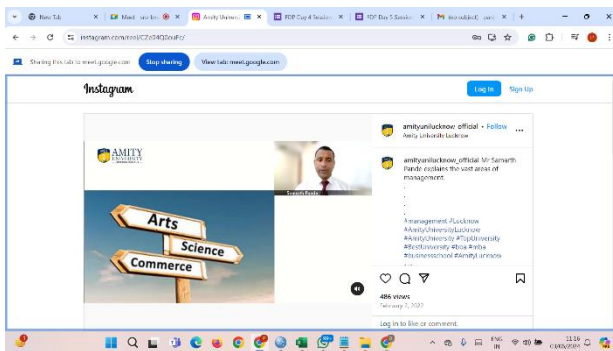 New Tab
Amity Univers
FDP Day 4 Session
FDP Day 5 Session
instagram.com/reel/
Sharing this tab to meet.google.com
Stop sharing
View tab: meet.google.com
Instagram
Log In
Sign Up
AMITY
UNIVERSITY
Samarth Pande
Arts
Science
Commerce
amityunilucknow_official • Follow
Amity University Lucknow
amityunilucknow_official Mr Samarth
Pande explains the vast areas of
management.
.
.
.
.
#management #Lucknow
#AmityUniversityLucknow
#AmityUniversity #TopUniversity
#BestUniversity #bba #mba
#businessschool #AmityLucknow
486 views
February 7, 2022
Log in to like or comment.
ENG
IN
11:16